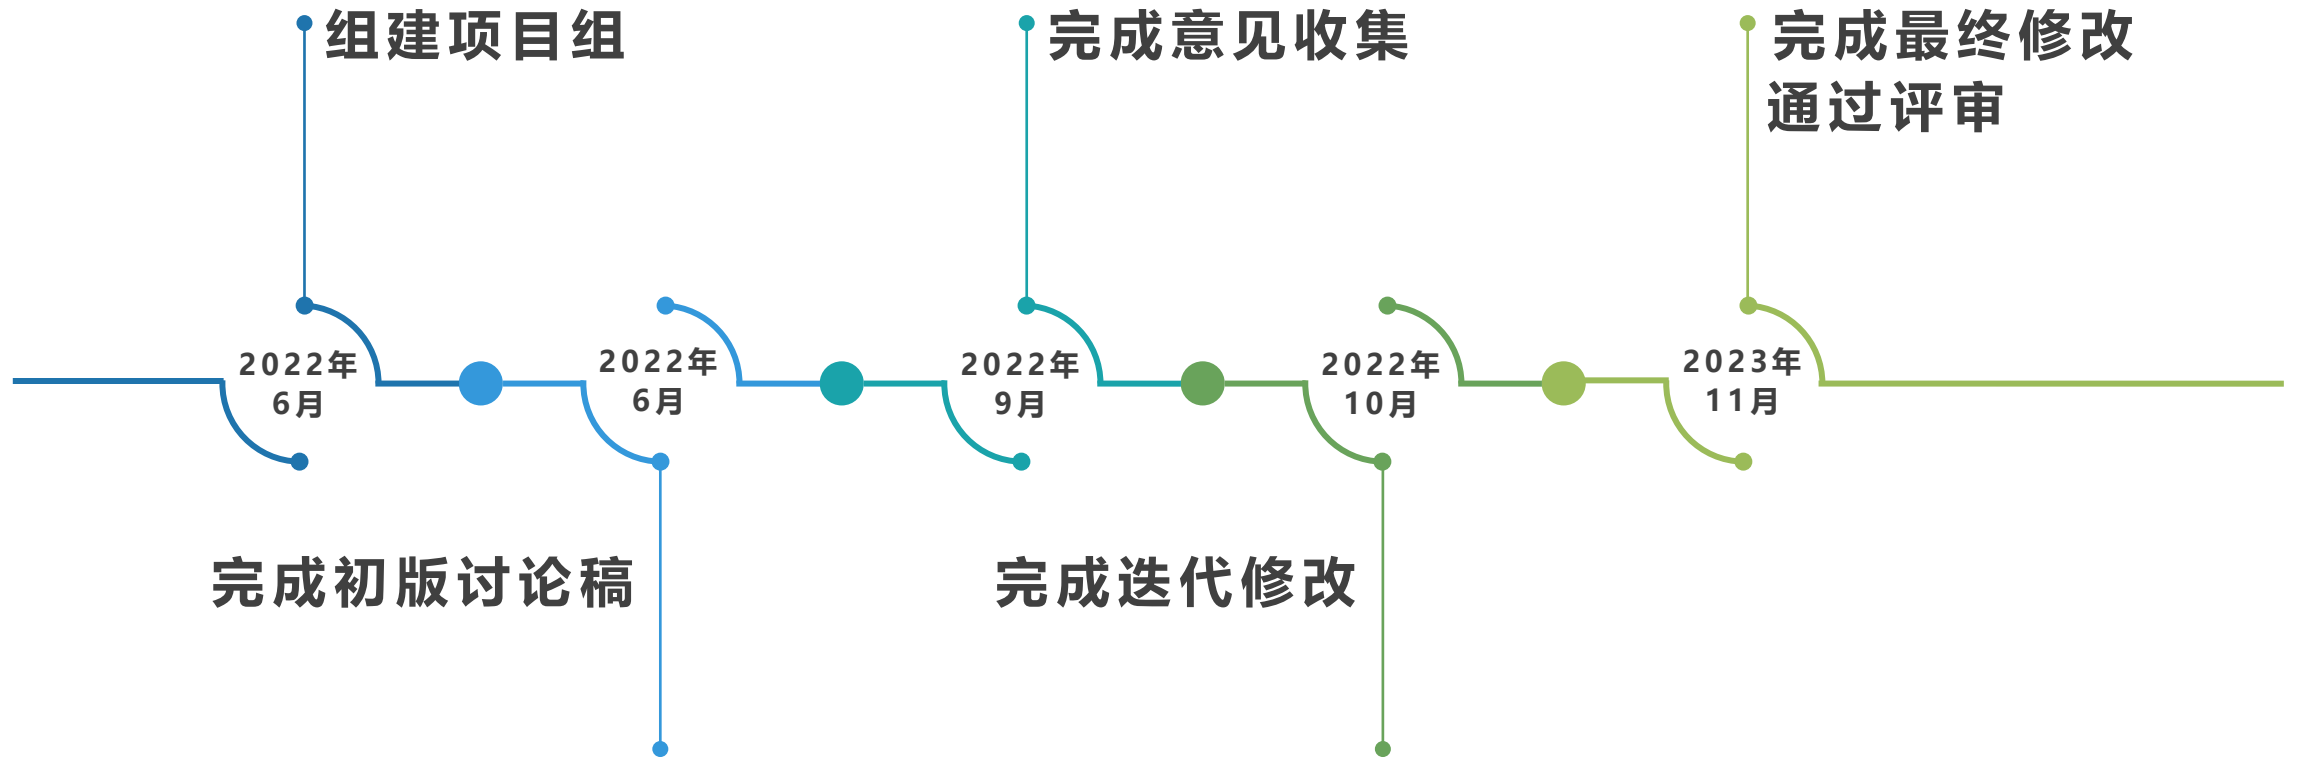 组建项目组
完成意见收集
完成最终修改
通过评审
2022年
6月
2022年
6月
2022年
9月
2022年
10月
2023年
11月
完成初版讨论稿
完成迭代修改